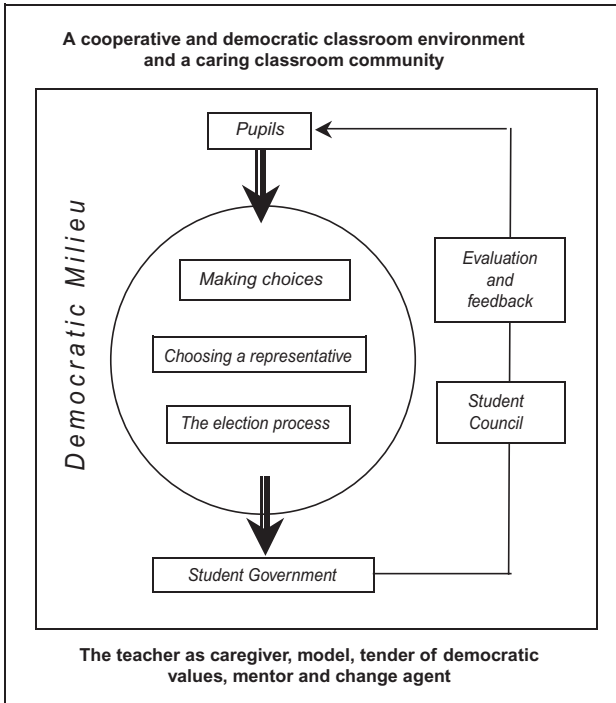 A cooperative and democratic classroom environment
and a caring classroom community
Pupils
Democratic Milieu
Making choices
Choosing a representative
The election process
Evaluation
and
feedback
Student
Council
Student Government
The teacher as caregiver, model, tender of democratic
values, mentor and change agent